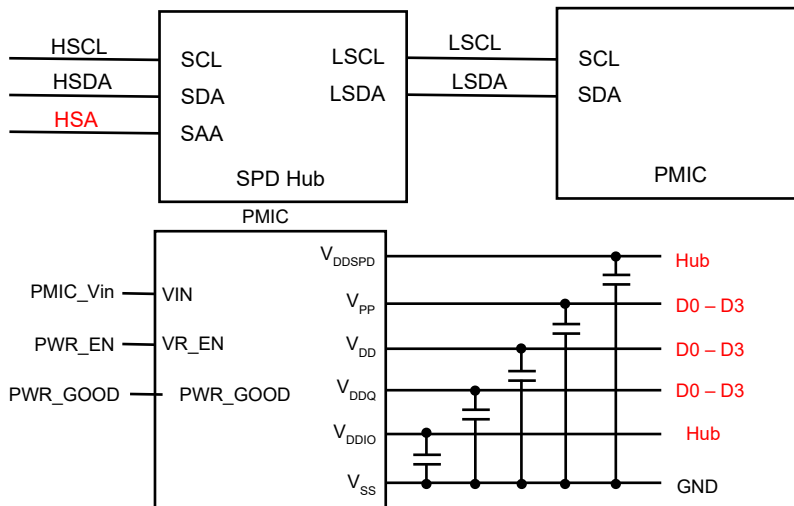 HSCL
SCL
LSCL
LSCL
SCL
HSDA
SDA
LSDA
LSDA
SDA
HSA
SAA
SPD Hub
PMIC
PMIC
VDDSPD
Hub
PMIC_Vin
VIN
VPP
D0 – D3
PWR_EN
VR_EN
VDD
D0 – D3
PWR_GOOD
PWR_GOOD
VDDQ
D0 – D3
VDDIO
Hub
VSS
GND